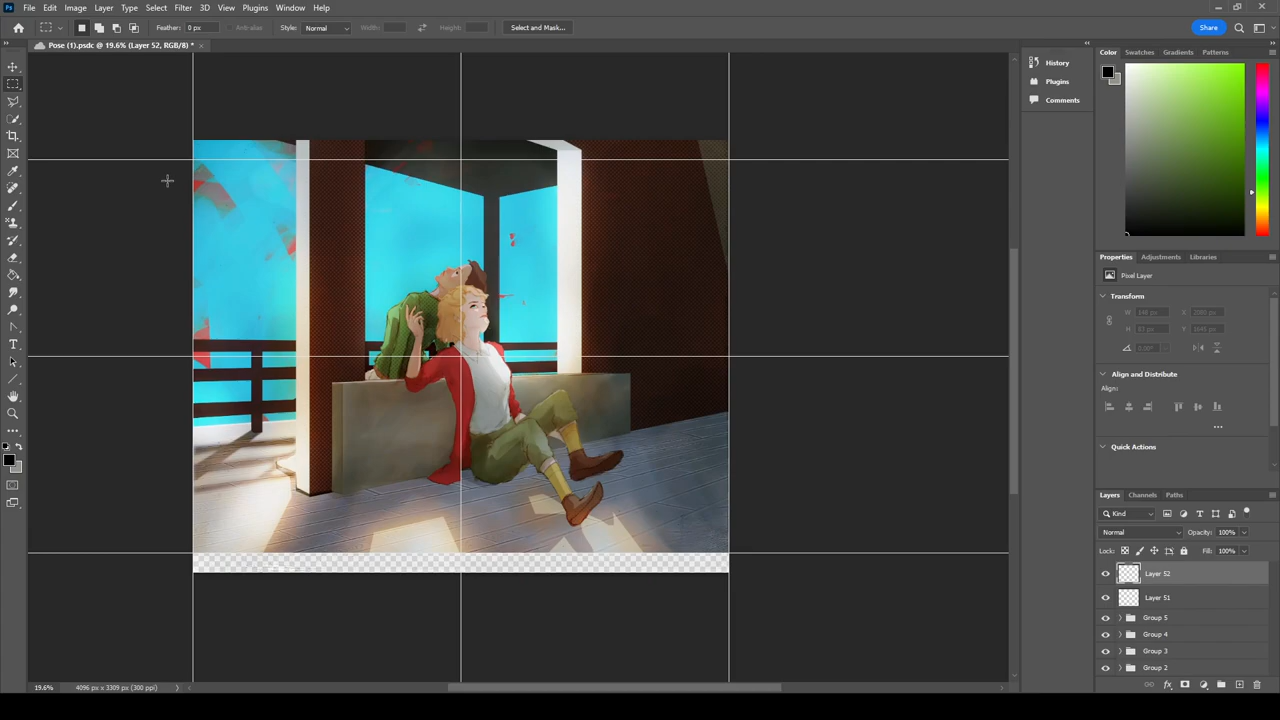 Ps File Edit Image Layer Type Select Filter 3D View Plugins Window Help
Feather: 0 px Anti-alias Style: Normal Width: Height: Select and Mask... Share
Pose (1).psdc @ 19.6% (Layer 52, RGB/8) * ×
History
Plugins
Comments
Color Swatches Gradients Patterns
Properties Adjustments Libraries
Pixel Layer
Transform
W X
H Y
Align and Distribute
Align:
Quick Actions
Layers Channels Paths
Kind
Normal Opacity: 100%
Lock: Fill: 100%
Layer 52
Layer 51
Group 5
Group 4
Group 3
Group 2
19.6% 4096 px x 3309 px (300 ppi)